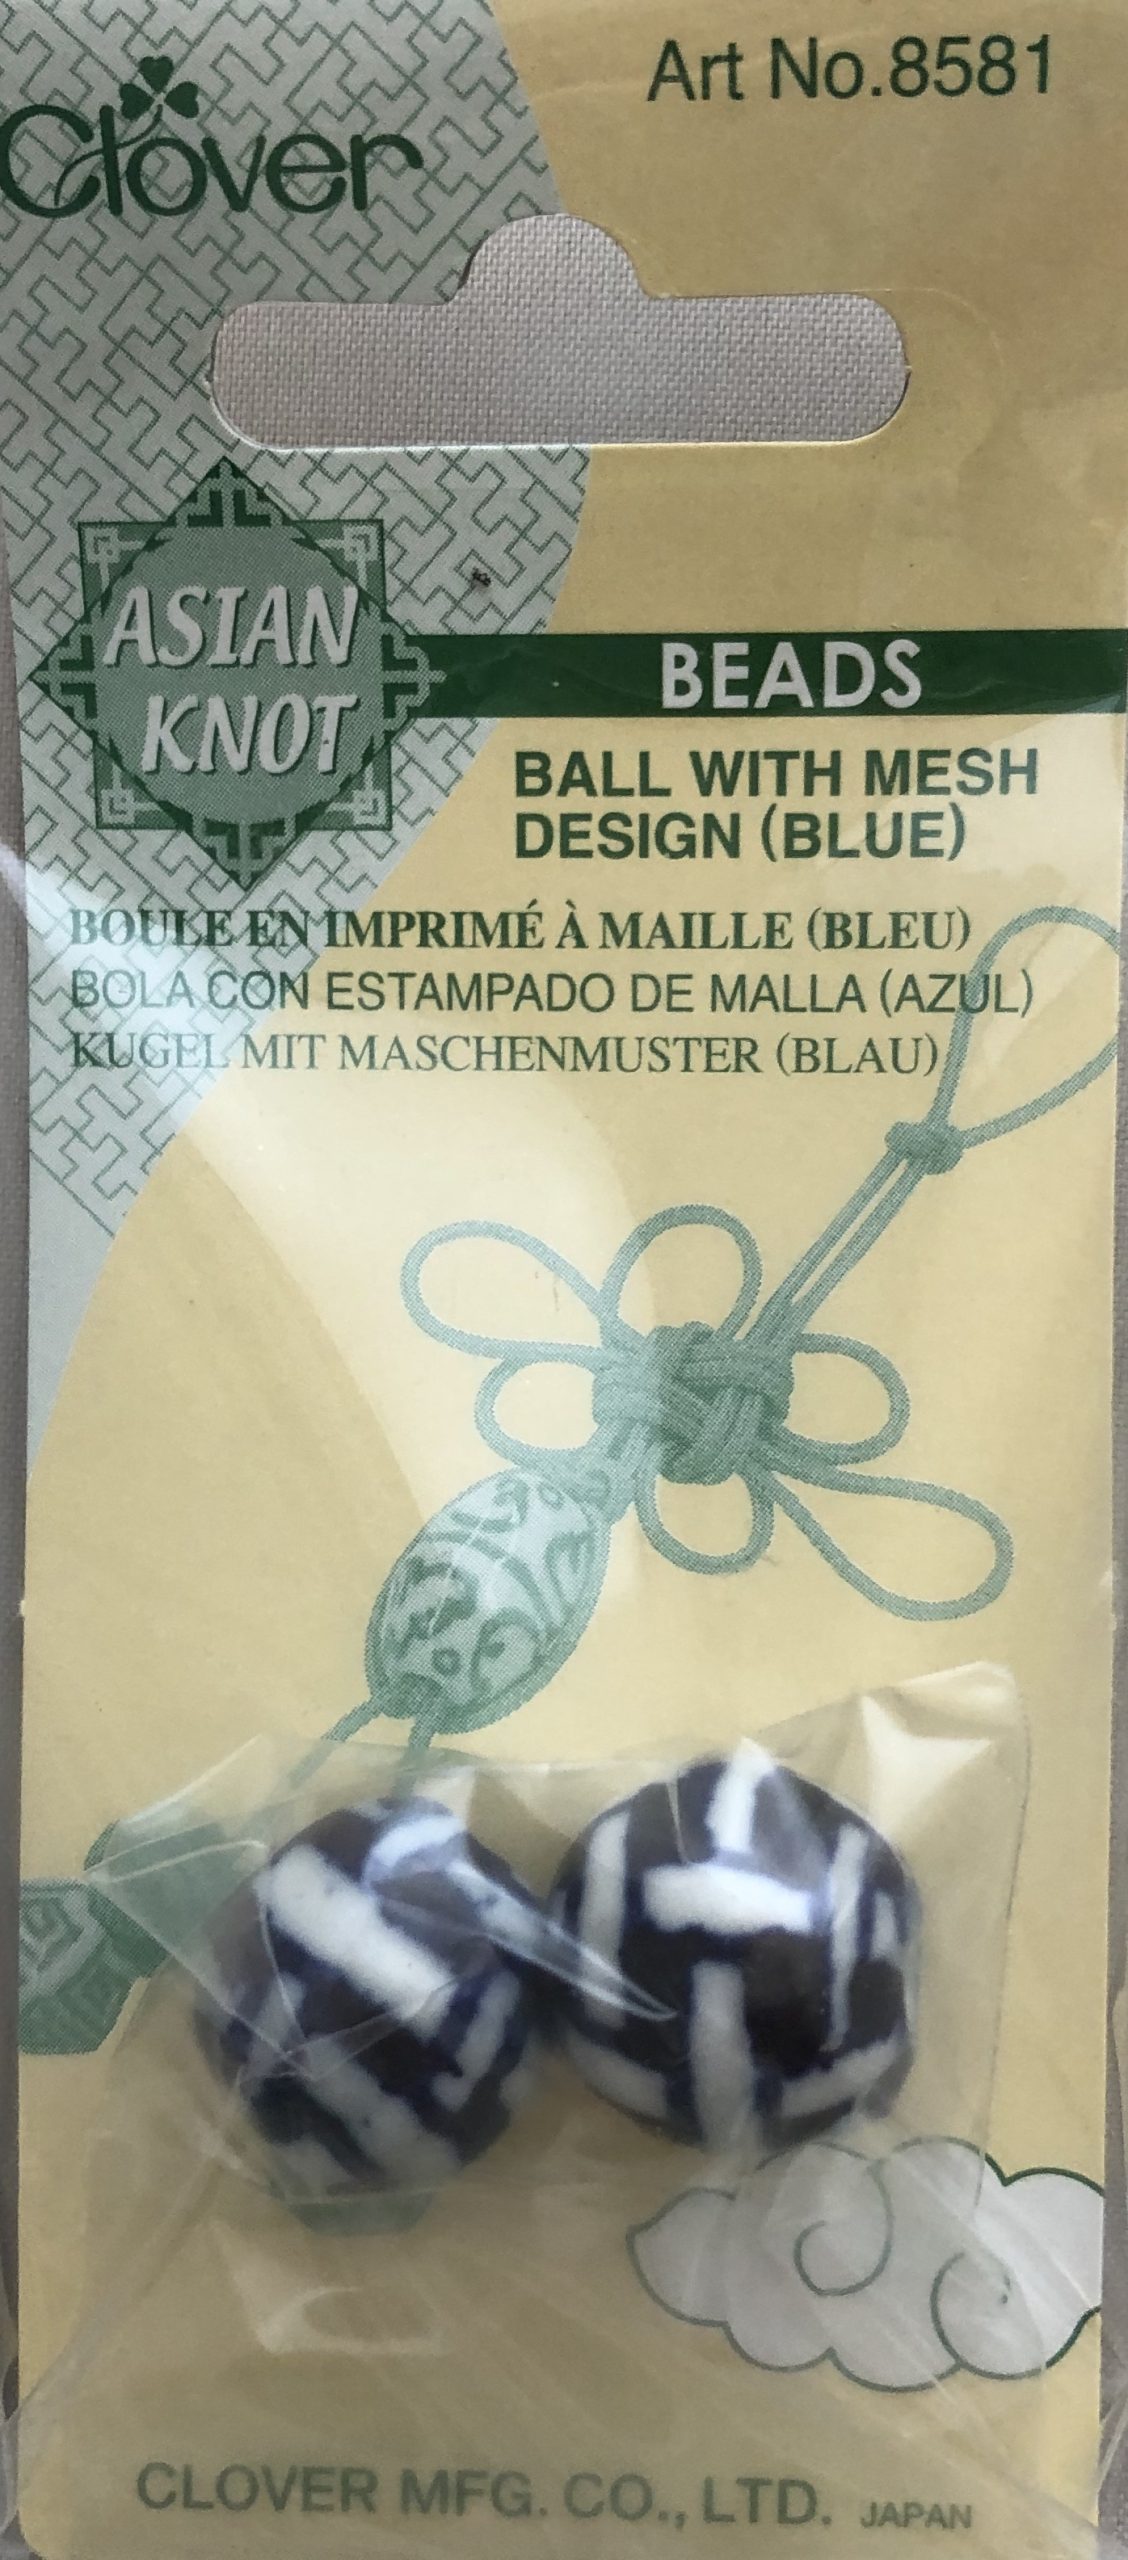 Art No.8581
Clover
ASIAN
KNOT
BEADS
BALL WITH MESH
DESIGN (BLUE)
BOULE EN IMPRIMÉ À MAILLE (BLEU)
BOLA CON ESTAMPADO DE MALLA (AZUL)
KUGEL MIT MASCHENMUSTER (BLAU)
CLOVER MFG. CO., LTD. JAPAN